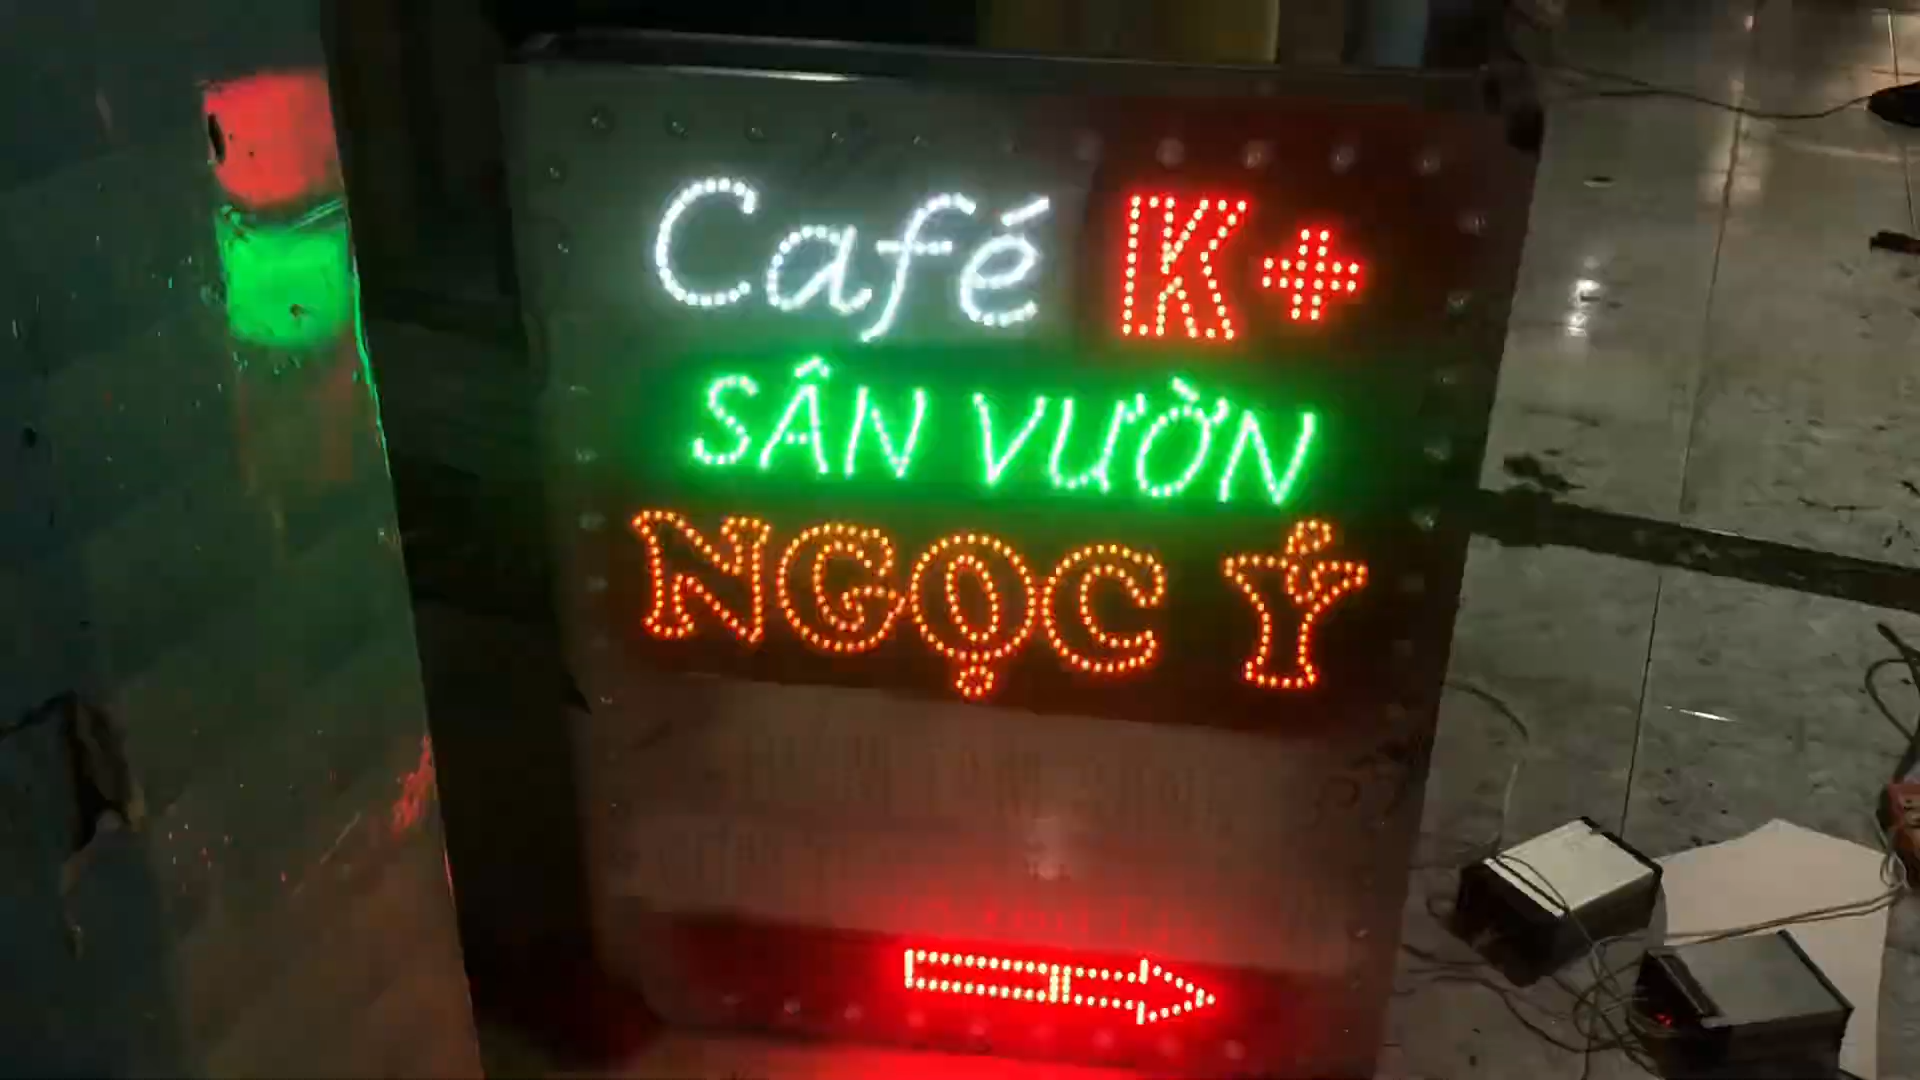 Café K+
SÂN VƯỜN
NGỌC Ý